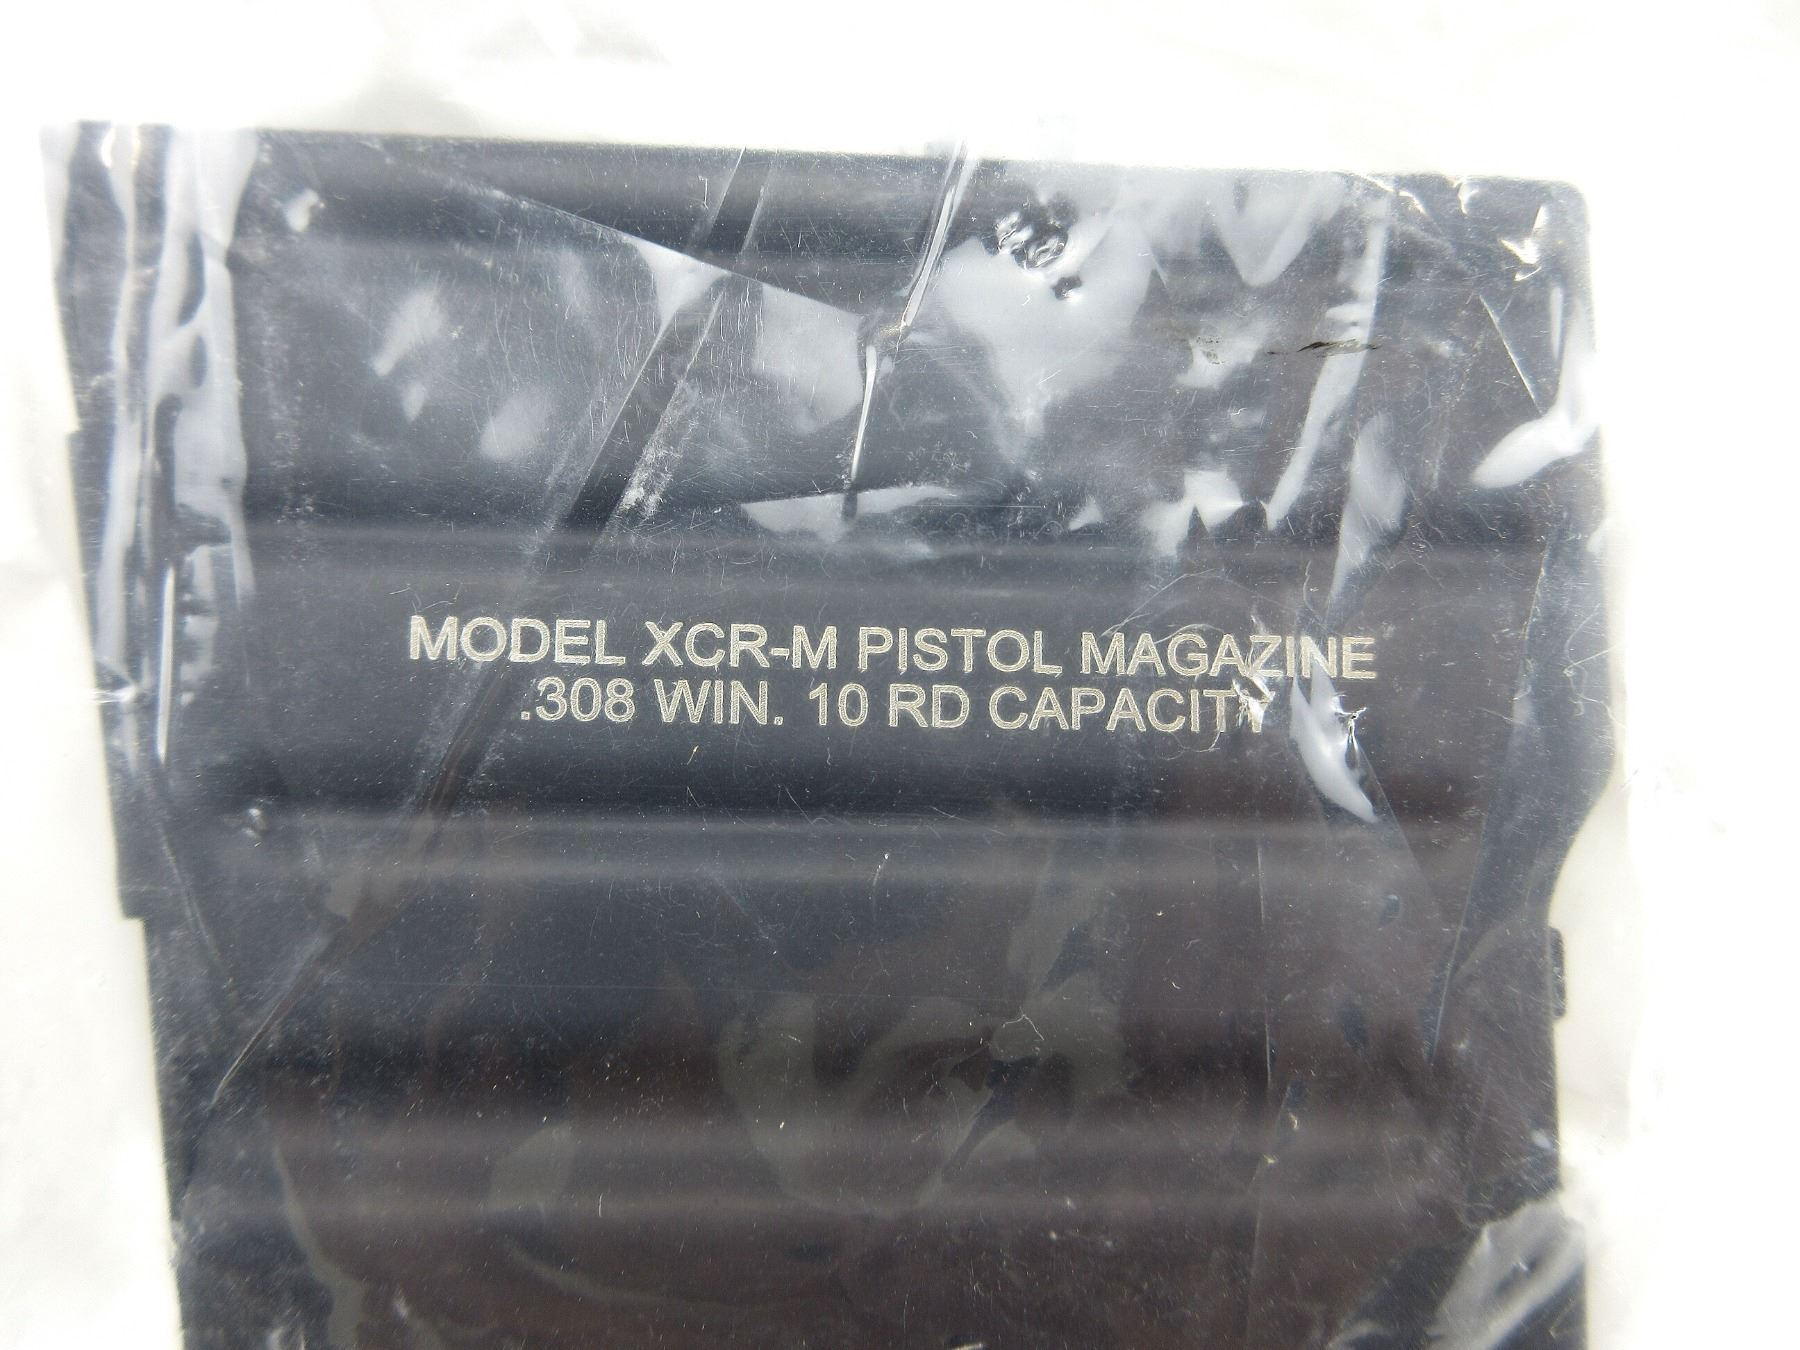 MODEL XCR-M PISTOL MAGAZINE
.308 WIN. 10 RD CAPACITY